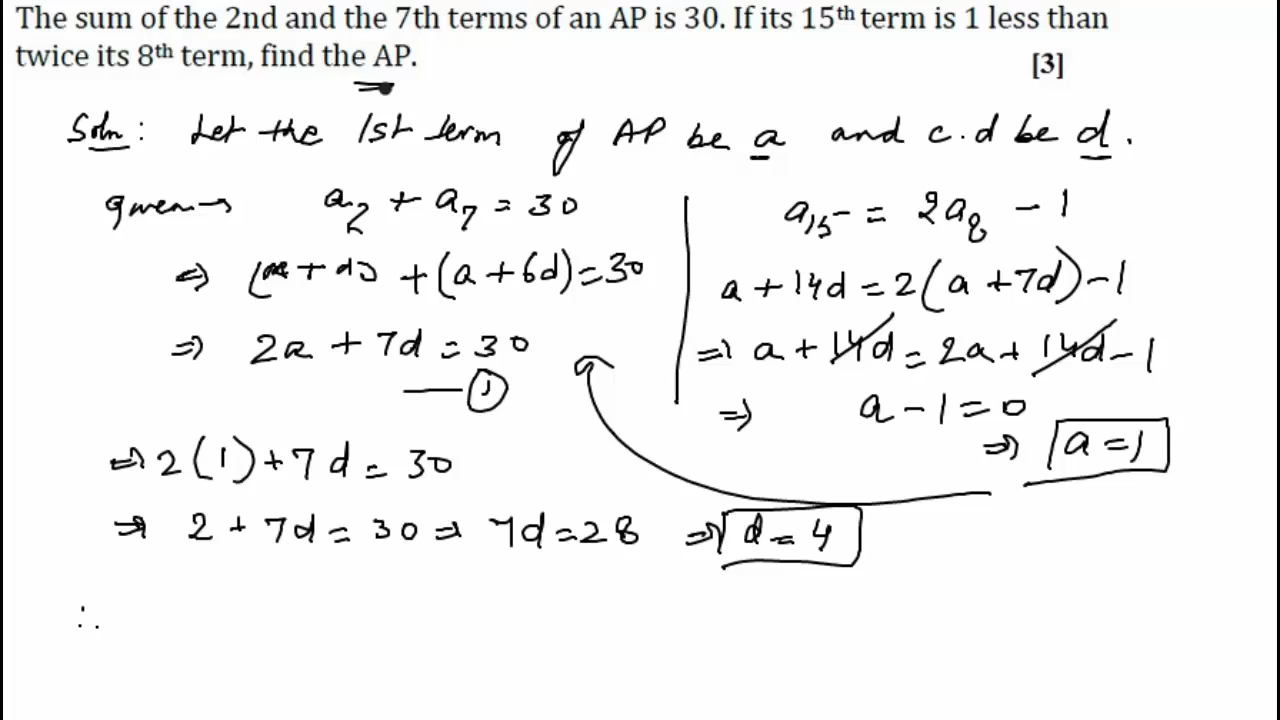 The sum of the 2nd and the 7th terms of an AP is 30. If its 15th term is 1 less than
twice its 8th term, find the AP.
[3]
Soln: Let the 1st term of AP be a and c.d be d.
given → a₂ + a₇ = 30
⇒ (a + d) + (a + 6d) = 30
⇒ 2a + 7d = 30
—— ①
a₁₅ = 2a₈ - 1
a + 14d = 2(a + 7d) - 1
⇒ a + 14d = 2a + 14d - 1
⇒ a - 1 = 0
⇒ a = 1
⇒ 2(1) + 7d = 30
⇒ 2 + 7d = 30 ⇒ 7d = 28 ⇒ d = 4
∴